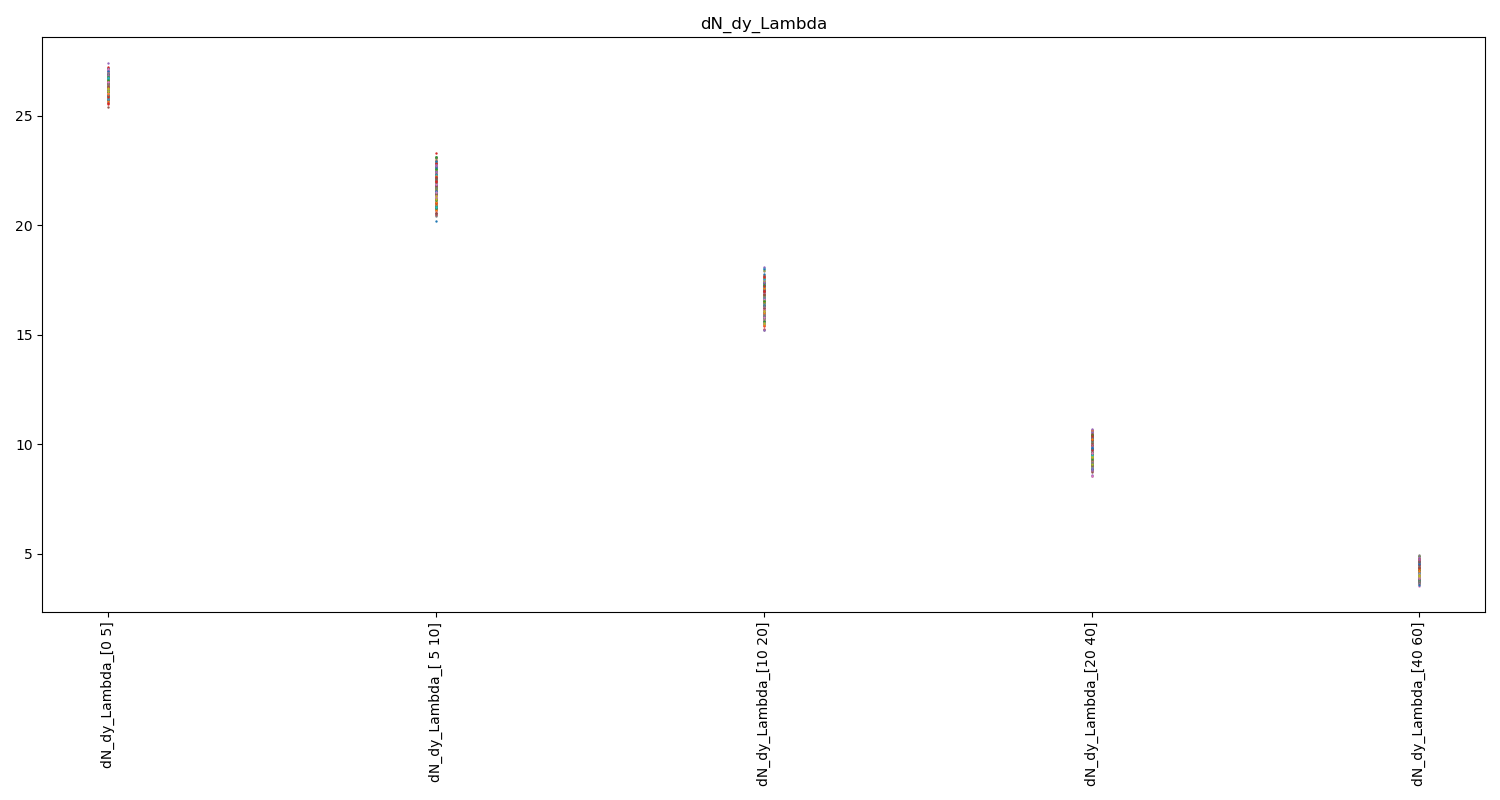 dN_dy_Lambda
25
20
15
10
5
dN_dy_Lambda_[0 5]
dN_dy_Lambda_[ 5 10]
dN_dy_Lambda_[10 20]
dN_dy_Lambda_[20 40]
dN_dy_Lambda_[40 60]